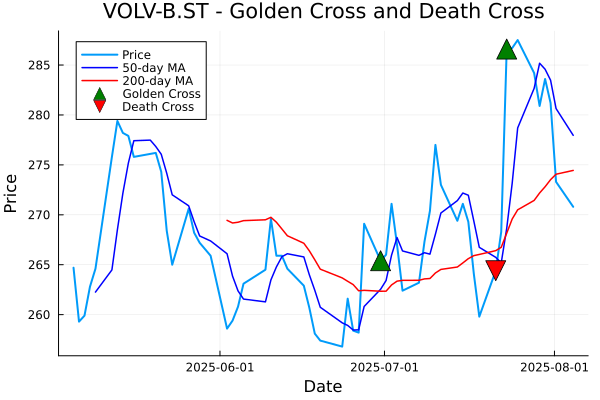 VOLV-B.ST - Golden Cross and Death Cross
Price
50-day MA
200-day MA
Golden Cross
Death Cross
285
280
275
270
265
260
Price
2025-06-01
2025-07-01
2025-08-01
Date